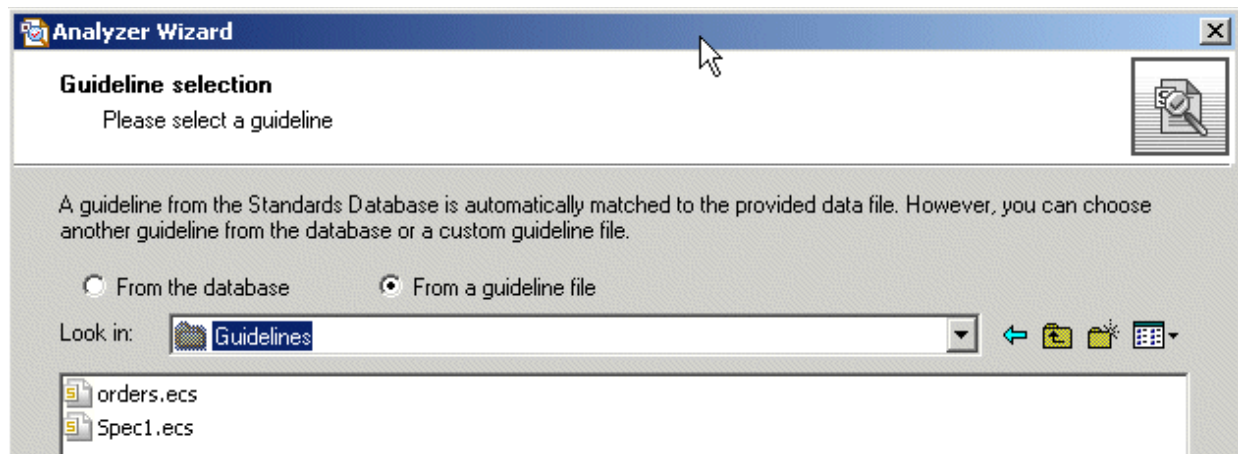 Analyzer Wizard
Guideline selection
Please select a guideline
A guideline from the Standards Database is automatically matched to the provided data file. However, you can choose
another guideline from the database or a custom guideline file.
From the database From a guideline file
Look in: Guidelines
orders.ecs
Spec1.ecs